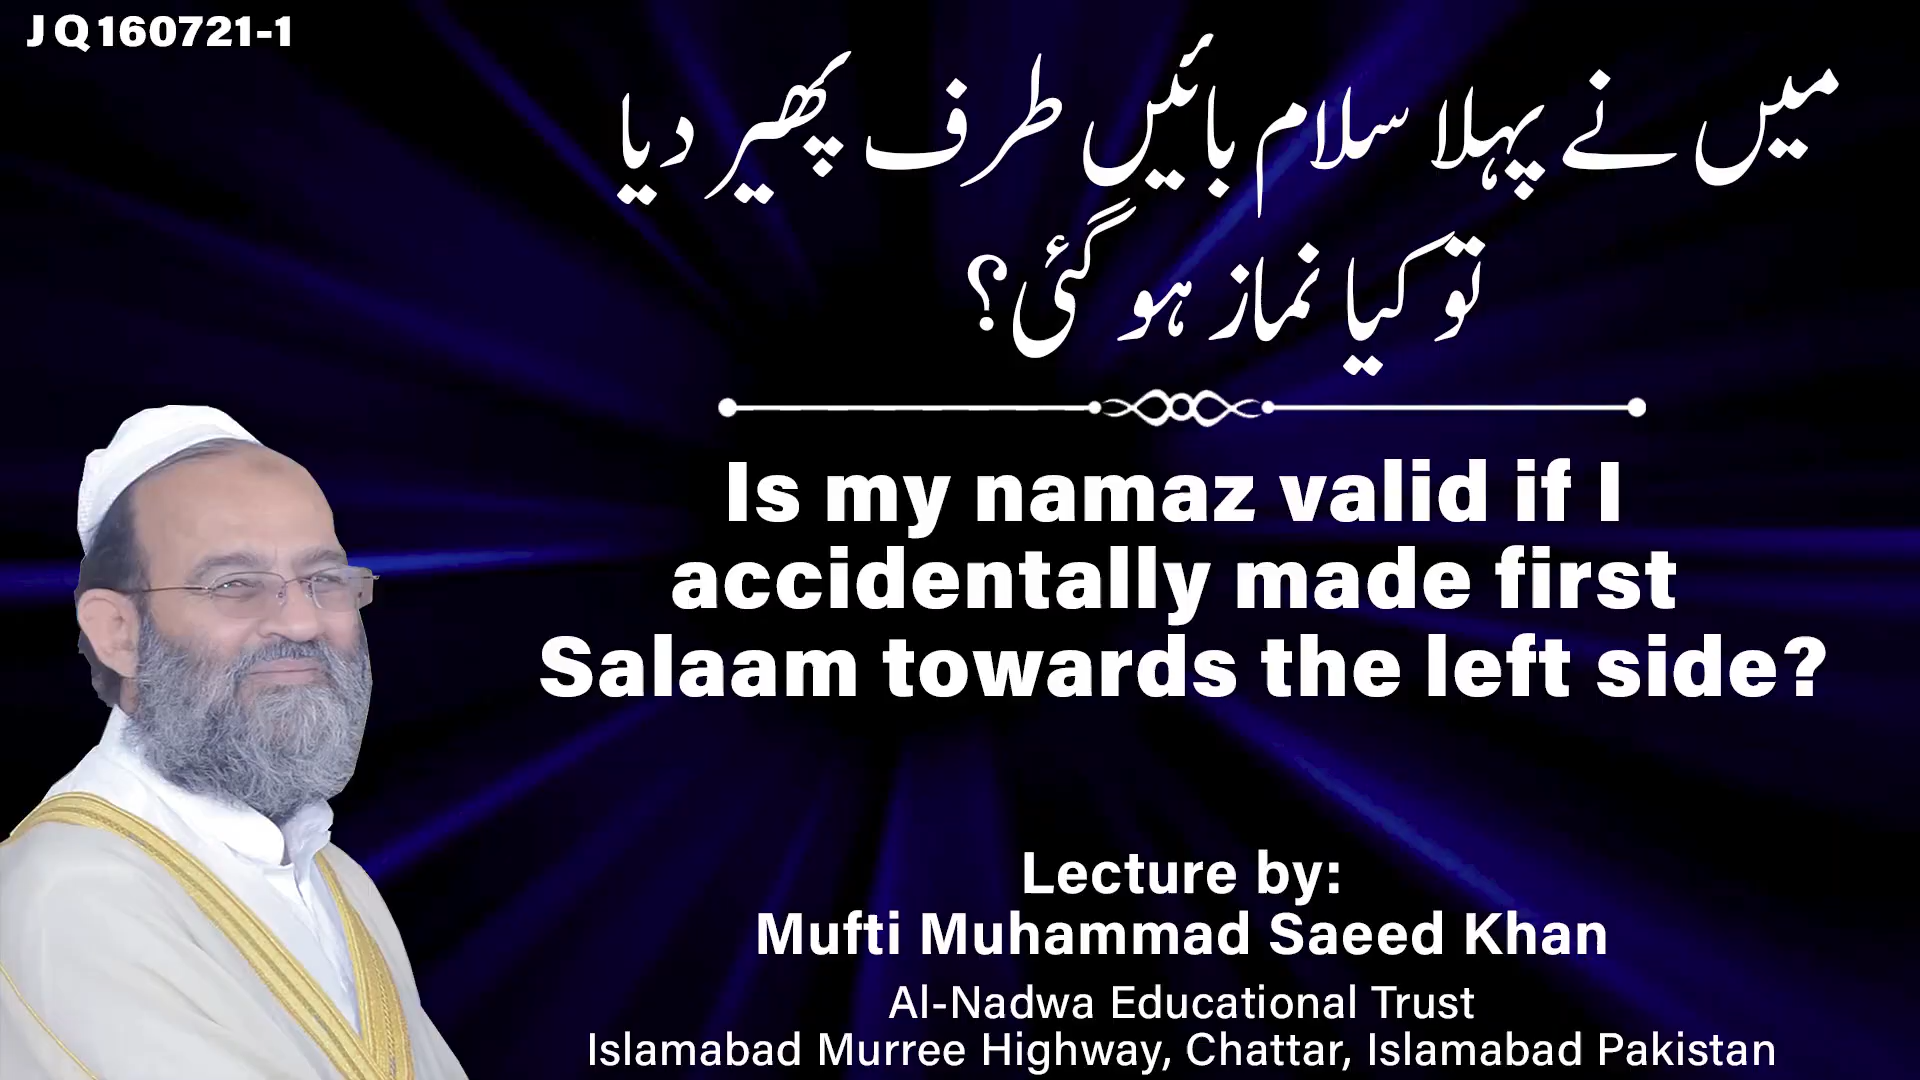 JQ160721-1
میں نے پہلا سلام بائیں طرف پھیر دیا
تو کیا نماز ہو گئی؟
Is my namaz valid if I
accidentally made first
Salaam towards the left side?
Lecture by:
Mufti Muhammad Saeed Khan
Al-Nadwa Educational Trust
Islamabad Murree Highway, Chattar, Islamabad Pakistan